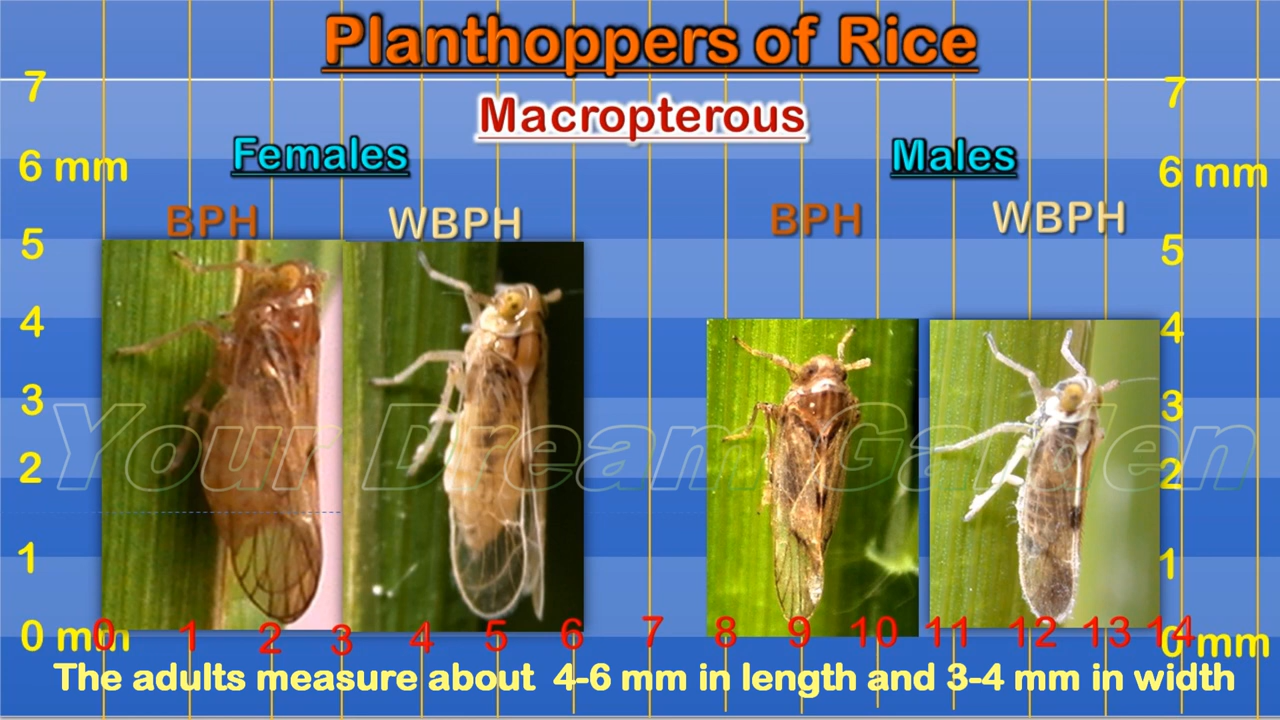 Planthoppers of Rice
Macropterous
Females
Males
BPH
WBPH
BPH
WBPH
7
6 mm
5
4
3
2
1
0 mm
7
6 mm
5
4
3
2
1
0 mm
Your Dream Garden
0 1 2 3 4 5 6 7 8 9 10 11 12 13 14
The adults measure about 4-6 mm in length and 3-4 mm in width